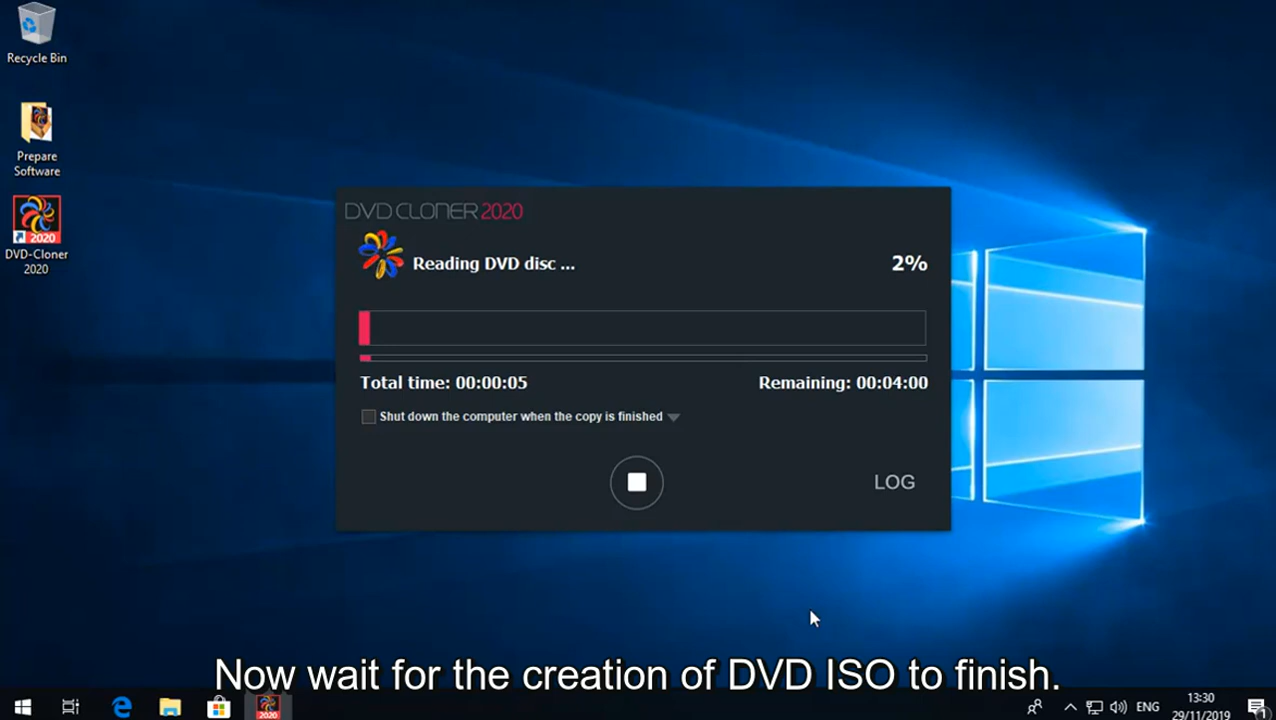 Recycle Bin
Prepare
Software
2020
DVD-Cloner
2020
DVD CLONER 2020
Reading DVD disc ...
2%
Total time: 00:00:05
Remaining: 00:04:00
Shut down the computer when the copy is finished
LOG
Now wait for the creation of DVD ISO to finish.
2020
ENG
13:30
29/11/2019
1